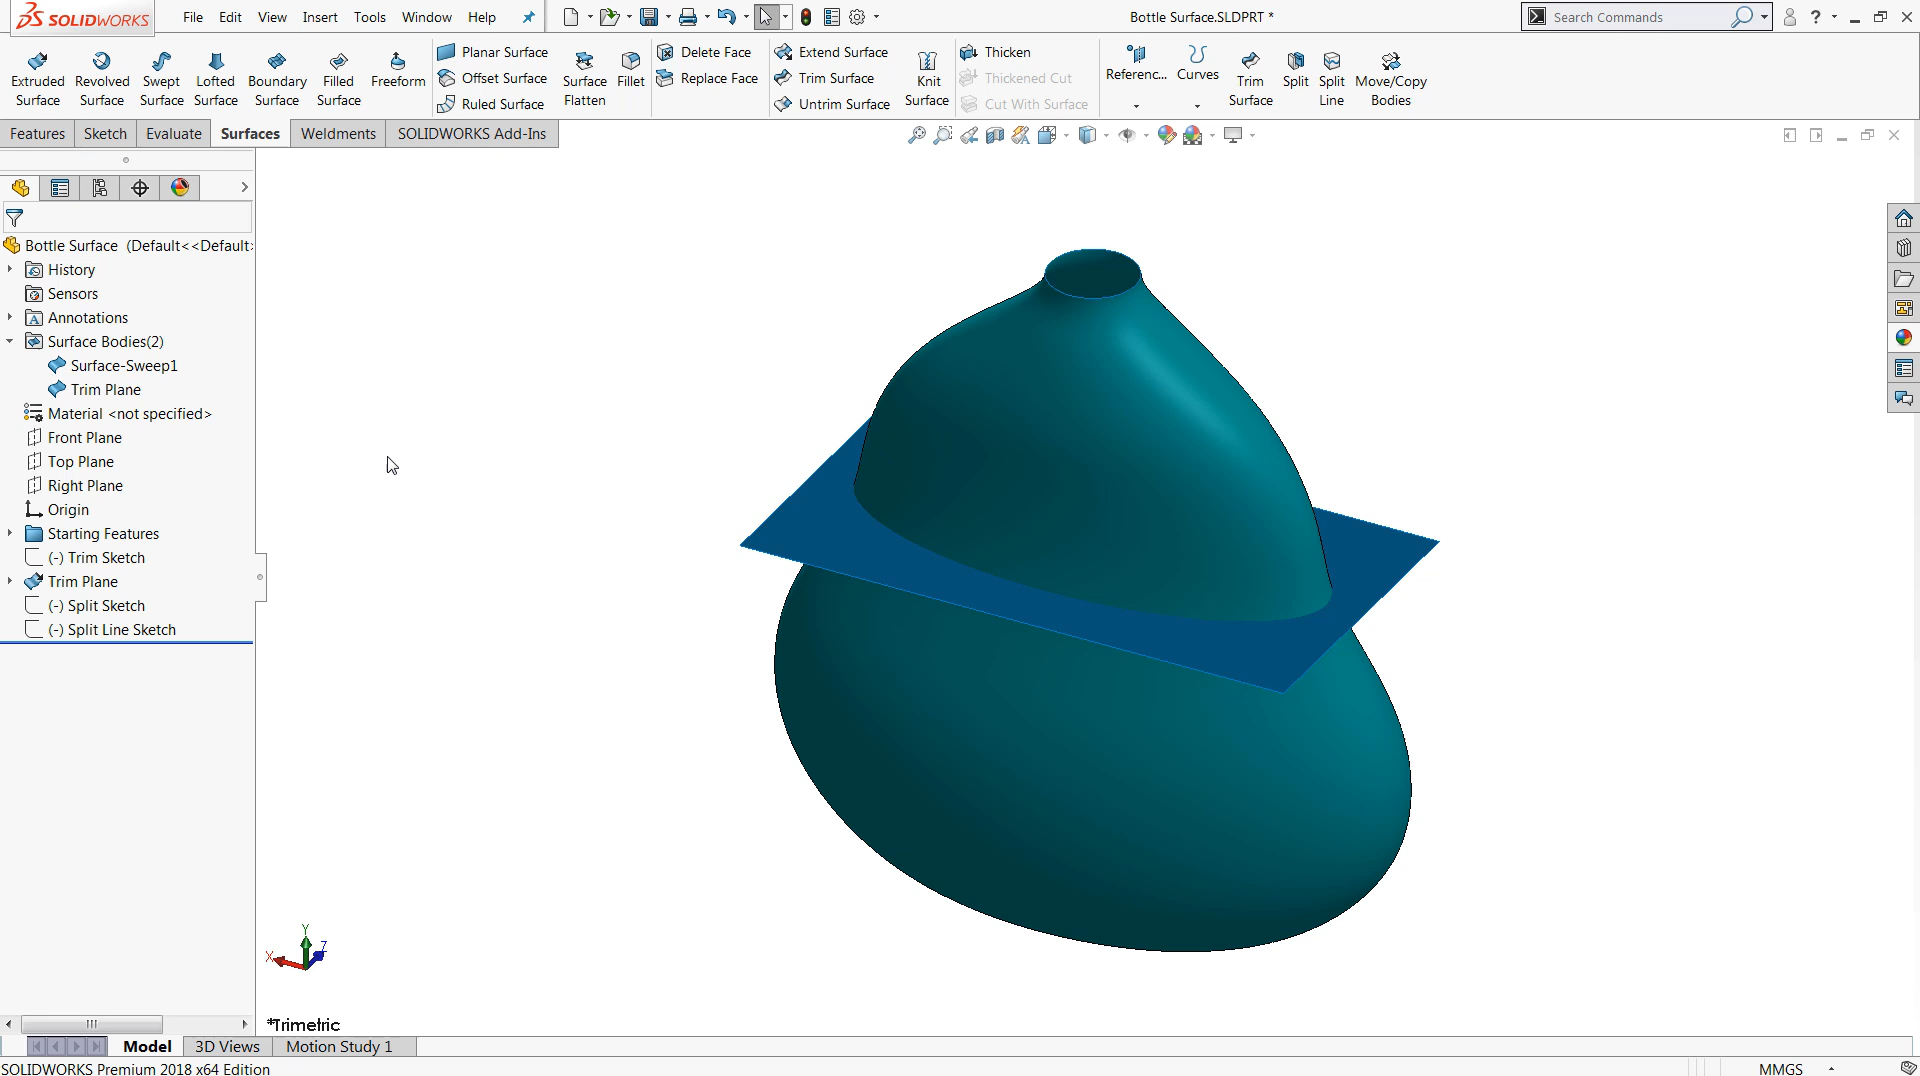 SOLIDWORKS File Edit View Insert Tools Window Help Bottle Surface.SLDPRT * Search Commands ?
Extruded Surface
Revolved Surface
Swept Surface
Lofted Surface
Boundary Surface
Filled Surface
Freeform
Planar Surface
Offset Surface
Ruled Surface
Surface Flatten
Fillet
Delete Face
Replace Face
Extend Surface
Trim Surface
Untrim Surface
Knit Surface
Thicken
Thickened Cut
Cut With Surface
Referenc...
Curves
Trim Surface
Split
Split Line
Move/Copy Bodies
Features Sketch Evaluate Surfaces Weldments SOLIDWORKS Add-Ins
Bottle Surface (Default<<Default>
History
Sensors
Annotations
Surface Bodies(2)
Surface-Sweep1
Trim Plane
Material <not specified>
Front Plane
Top Plane
Right Plane
Origin
Starting Features
(-) Trim Sketch
Trim Plane
(-) Split Sketch
(-) Split Line Sketch
Y
X
Z
*Trimetric
Model 3D Views Motion Study 1
SOLIDWORKS Premium 2018 x64 Edition MMGS